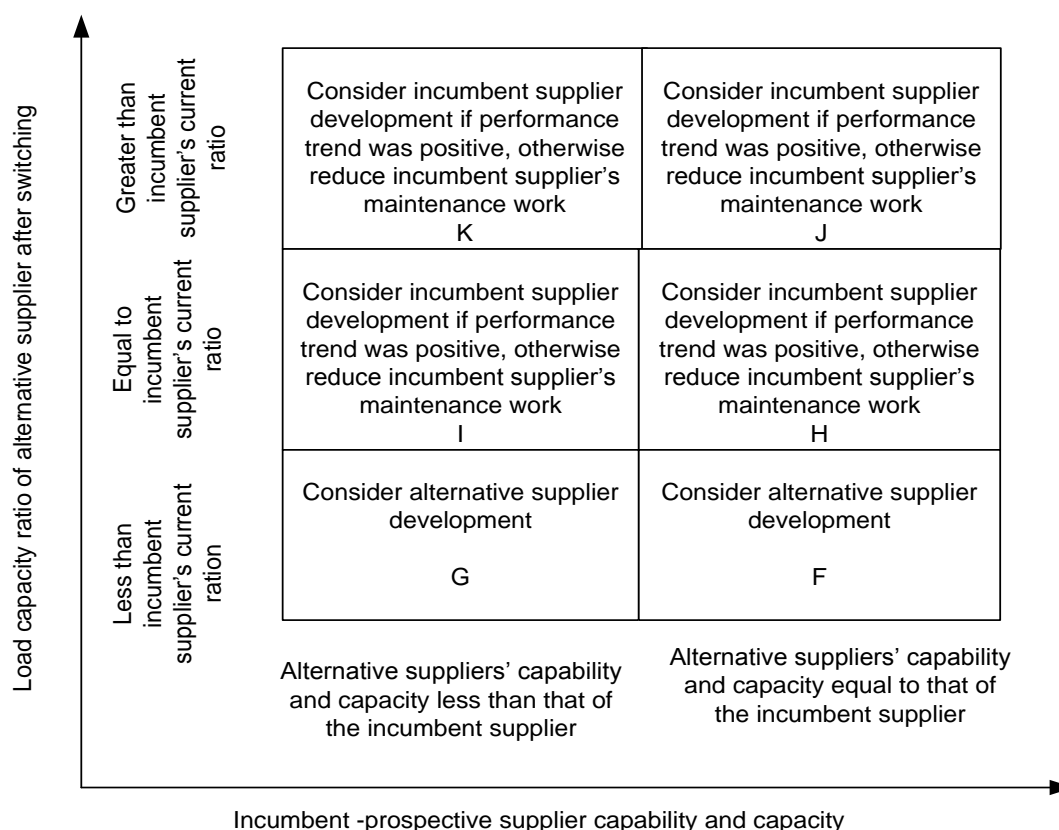 Load capacity ratio of alternative supplier after switching
Greater than
incumbent
supplier's current
ratio
Consider incumbent supplier
development if performance
trend was positive, otherwise
reduce incumbent supplier's
maintenance work
K
Consider incumbent supplier
development if performance
trend was positive, otherwise
reduce incumbent supplier's
maintenance work
J
Equal to
incumbent
supplier's current
ratio
Consider incumbent supplier
development if performance
trend was positive, otherwise
reduce incumbent supplier's
maintenance work
I
Consider incumbent supplier
development if performance
trend was positive, otherwise
reduce incumbent supplier's
maintenance work
H
Less than
incumbent
supplier's current
ration
Consider alternative supplier
development
G
Consider alternative supplier
development
F
Alternative suppliers' capability
and capacity less than that of
the incumbent supplier
Alternative suppliers' capability
and capacity equal to that of
the incumbent supplier
Incumbent -prospective supplier capability and capacity